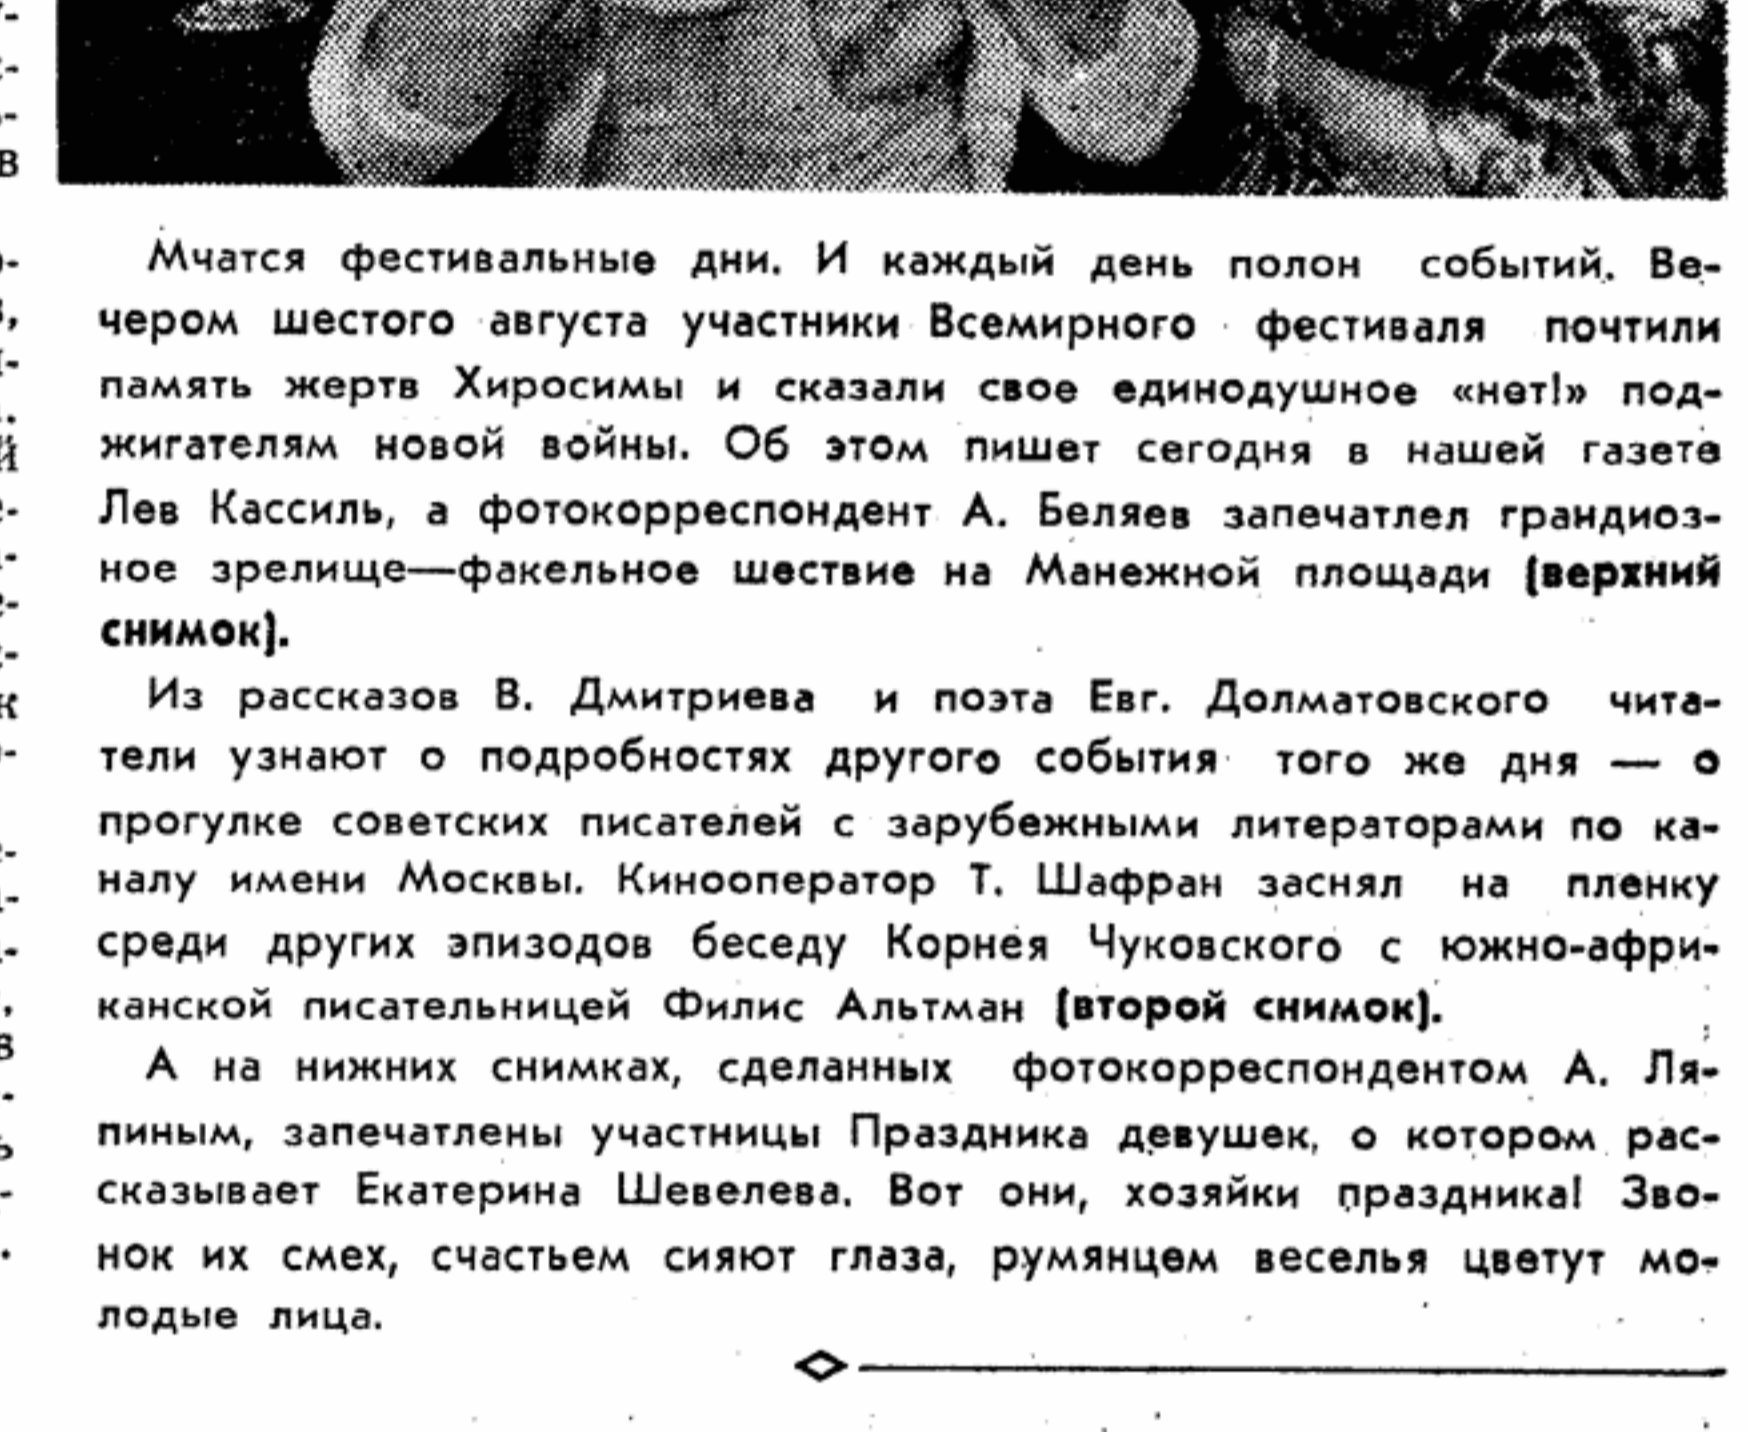 Мчатся фестивальные дни. И каждый день полон событий. Ве-
чером шестого августа участники Всемирного фестиваля почтили
память жертв Хиросимы и сказали свое единодушное «нет!» под-
жигателям новой войны. Об этом пишет сегодня в нашей газете
Лев Кассиль, а фотокорреспондент А. Беляев запечатлел грандиоз-
ное зрелище—факельное шествие на Манежной площади (верхний
снимок).
Из рассказов В. Дмитриева и поэта Евг. Долматовского чита-
тели узнают о подробностях другого события того же дня — о
прогулке советских писателей с зарубежными литераторами по ка-
налу имени Москвы. Кинооператор Т. Шафран заснял на пленку
среди других эпизодов беседу Корнея Чуковского с южно-афри-
канской писательницей Филис Альтман (второй снимок).
А на нижних снимках, сделанных фотокорреспондентом А. Ля-
пиным, запечатлены участницы Праздника девушек, о котором рас-
сказывает Екатерина Шевелева. Вот они, хозяйки праздника! Зво-
нок их смех, счастьем сияют глаза, румянцем веселья цветут мо-
лодые лица.